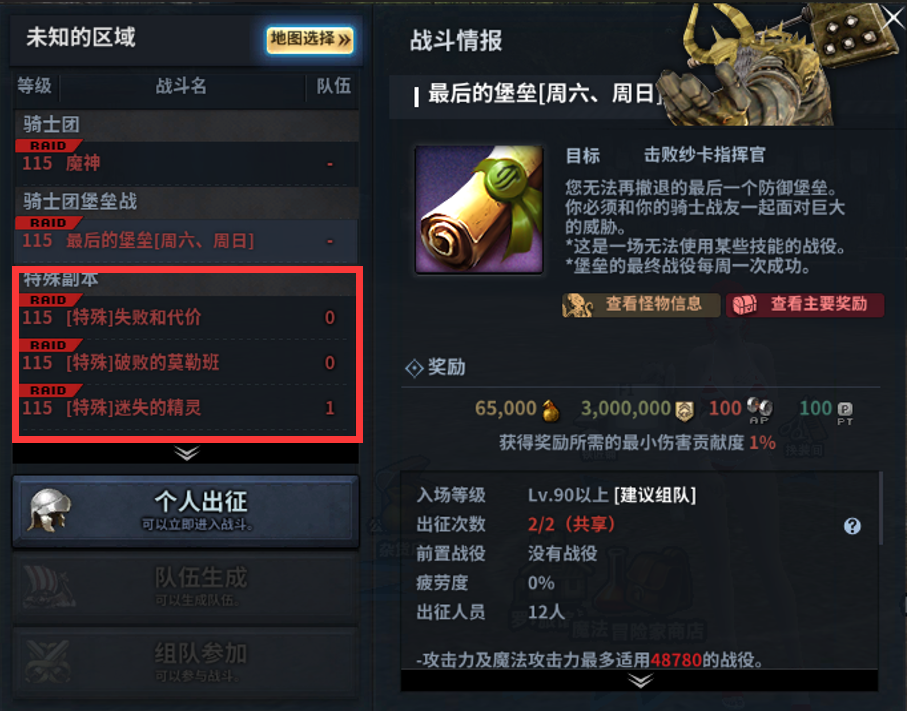 未知的区域
地图选择
等级 战斗名 队伍
骑士团
RAID
115 魔神 -
骑士团堡垒战
RAID
115 最后的堡垒[周六、周日] -
特殊副本
RAID
115 [特殊]失败和代价 0
RAID
115 [特殊]破败的莫勒班 0
RAID
115 [特殊]迷失的精灵 1
个人出征
可以立即进入战斗。
队伍生成
可以生成队伍。
组队参加
可以参与战斗。
战斗情报
最后的堡垒[周六、周日]
目标 击败纱卡指挥官
您无法再撤退的最后一个防御堡垒。
你必须和你的骑士战友一起面对巨大
的威胁。
*这是一场无法使用某些技能的战役。
*堡垒的最终战役每周一次成功。
查看怪物信息 查看主要奖励
奖励
65,000 3,000,000 100 AP 100 PT
获得奖励所需的最小伤害贡献度 1%
入场等级 Lv.90以上 [建议组队]
出征次数 2/2（共享）
前置战役 没有战役
疲劳度 0%
出征人员 12人
-攻击力及魔法攻击力最多适用48780的战役。